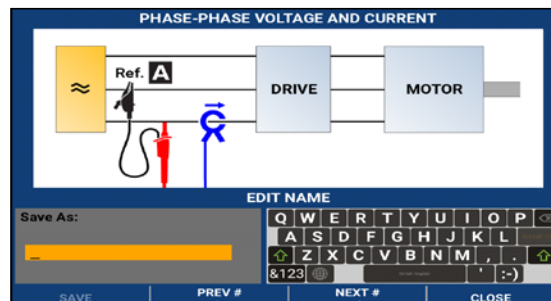 PHASE-PHASE VOLTAGE AND CURRENT
Ref. A
≈
DRIVE
MOTOR
EDIT NAME
Save As:
_
Q W E R T Y U I O P
A S D F G H J K L
Z X C V B N M , .
&123 ' :-)
SAVE PREV # NEXT # CLOSE